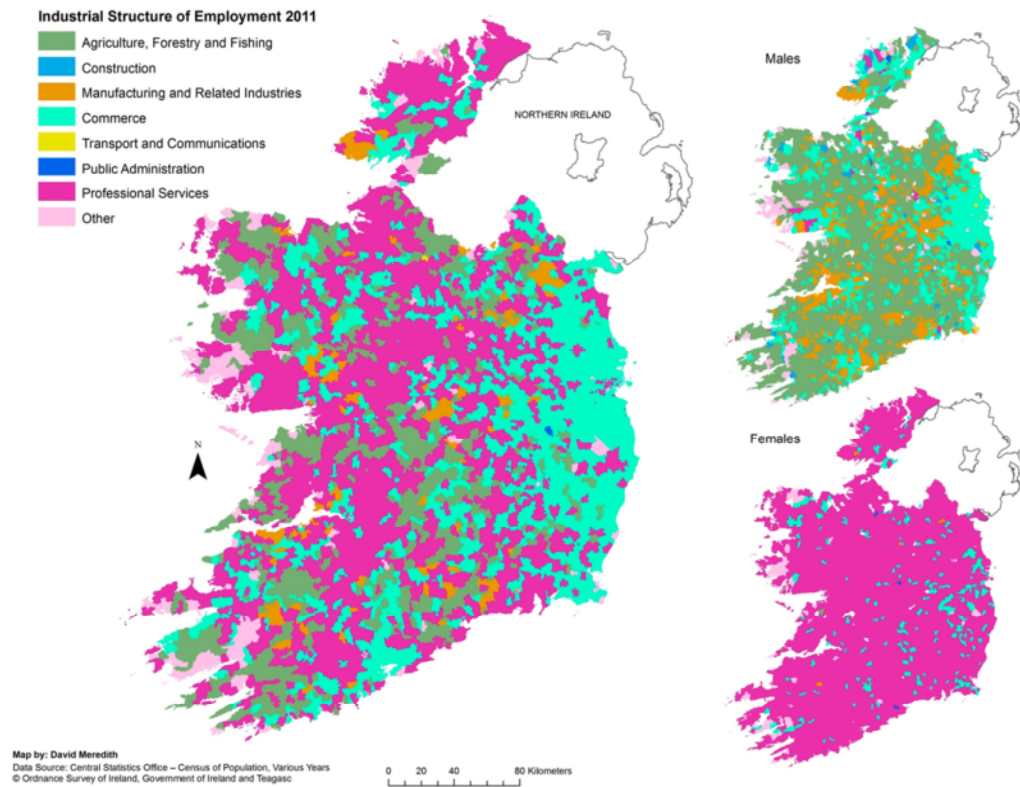 Industrial Structure of Employment 2011
Agriculture, Forestry and Fishing
Construction
Manufacturing and Related Industries
Commerce
Transport and Communications
Public Administration
Professional Services
Other
NORTHERN IRELAND
Males
Females
N
Map by: David Meredith
Data Source: Central Statistics Office – Census of Population, Various Years
© Ordnance Survey of Ireland, Government of Ireland and Teagasc
0 20 40 80 Kilometers